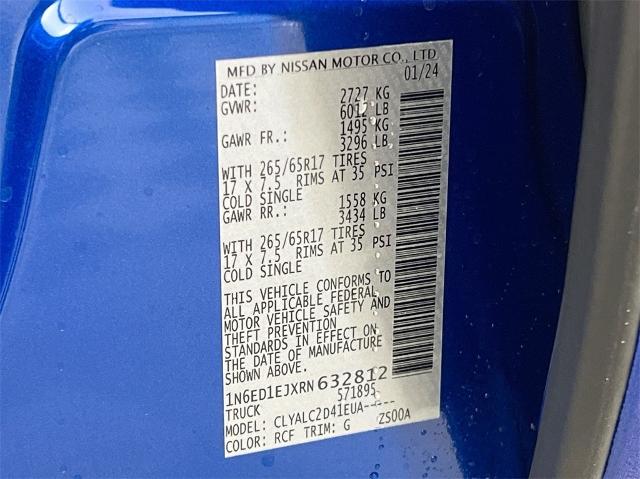 MFD BY NISSAN MOTOR CO., LTD.
DATE: 01/24
GVWR: 2727 KG
6012 LB
GAWR FR.: 1495 KG
3296 LB
WITH 265/65R17 TIRES
17 X 7.5 RIMS AT 35 PSI
COLD SINGLE
GAWR RR.: 1558 KG
3434 LB
WITH 265/65R17 TIRES
17 X 7.5 RIMS AT 35 PSI
COLD SINGLE
THIS VEHICLE CONFORMS TO
ALL APPLICABLE FEDERAL
MOTOR VEHICLE SAFETY AND
THEFT PREVENTION
STANDARDS IN EFFECT ON
THE DATE OF MANUFACTURE
SHOWN ABOVE.
1N6ED1EJXRN632812
TRUCK 571895
MODEL: CLYALC2D41EUA-----
COLOR: RCF TRIM: G ZS00A